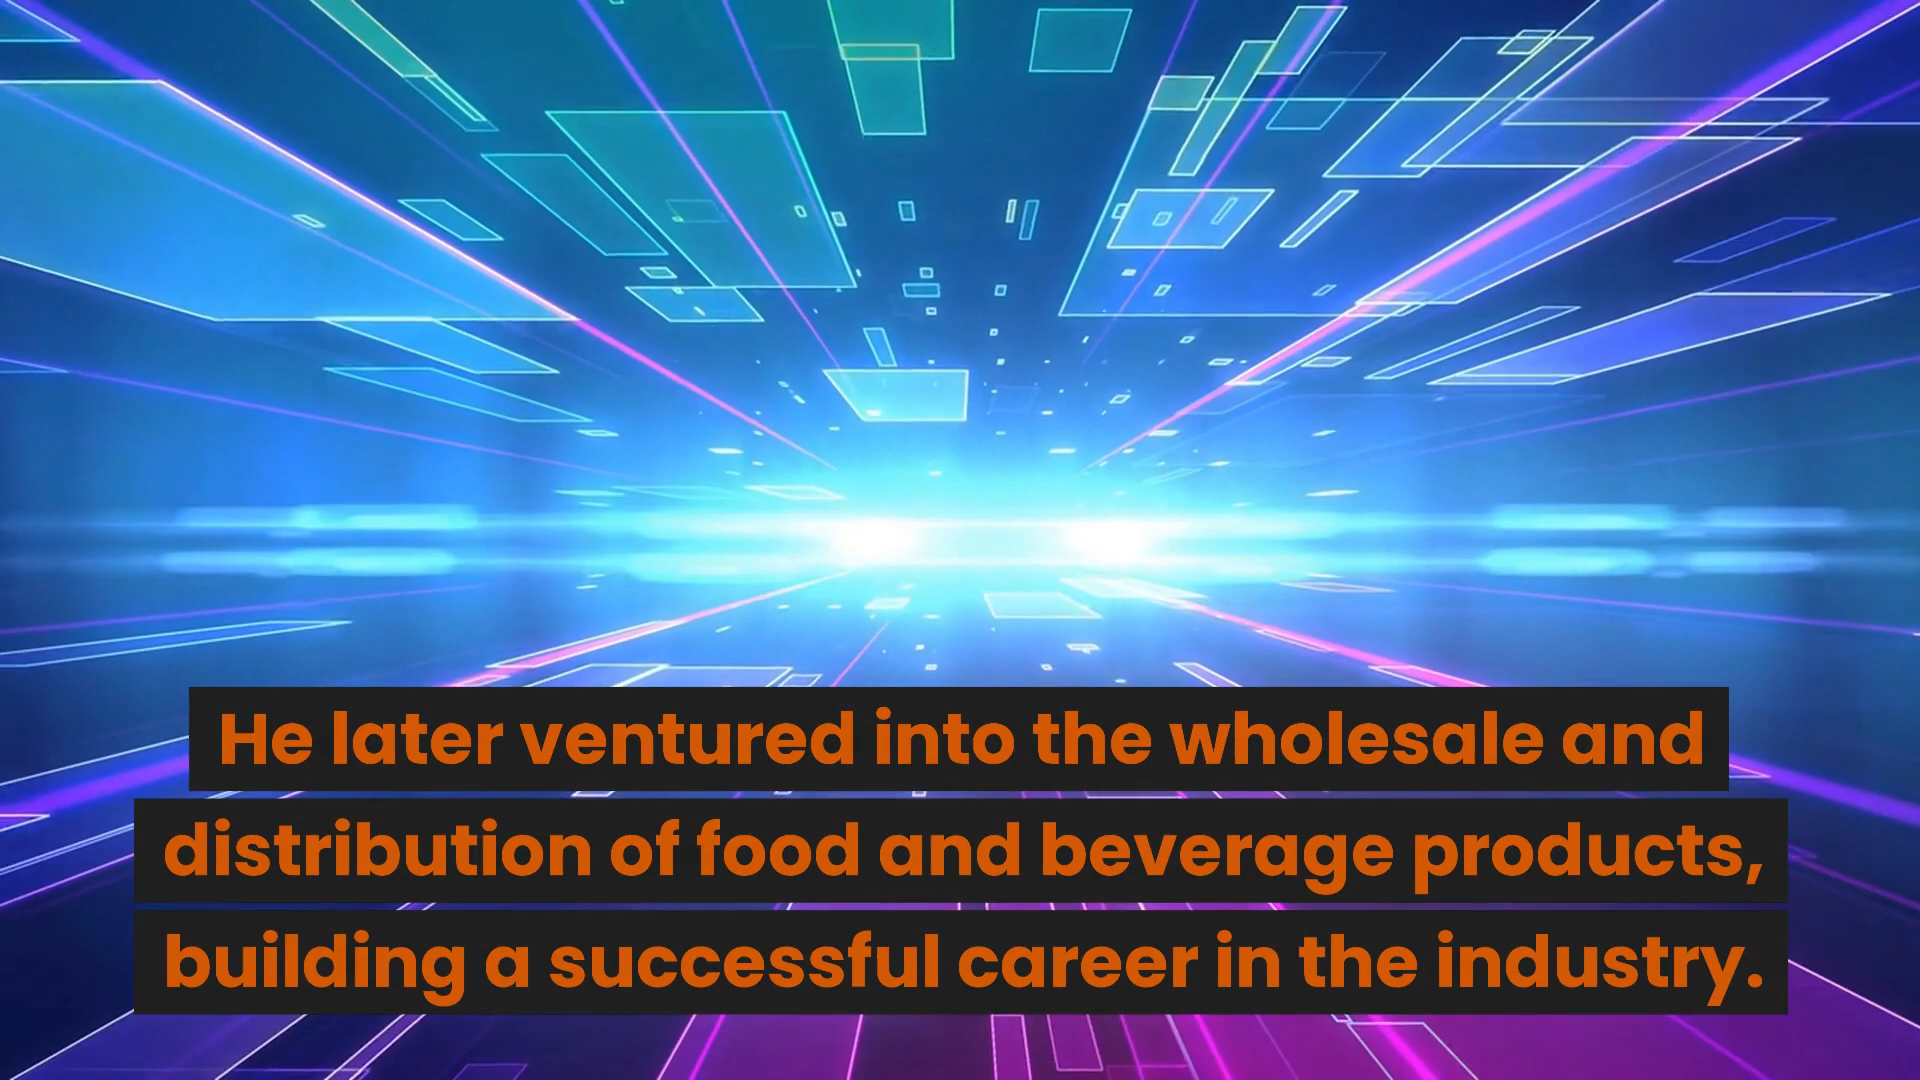 He later ventured into the wholesale and
distribution of food and beverage products,
building a successful career in the industry.